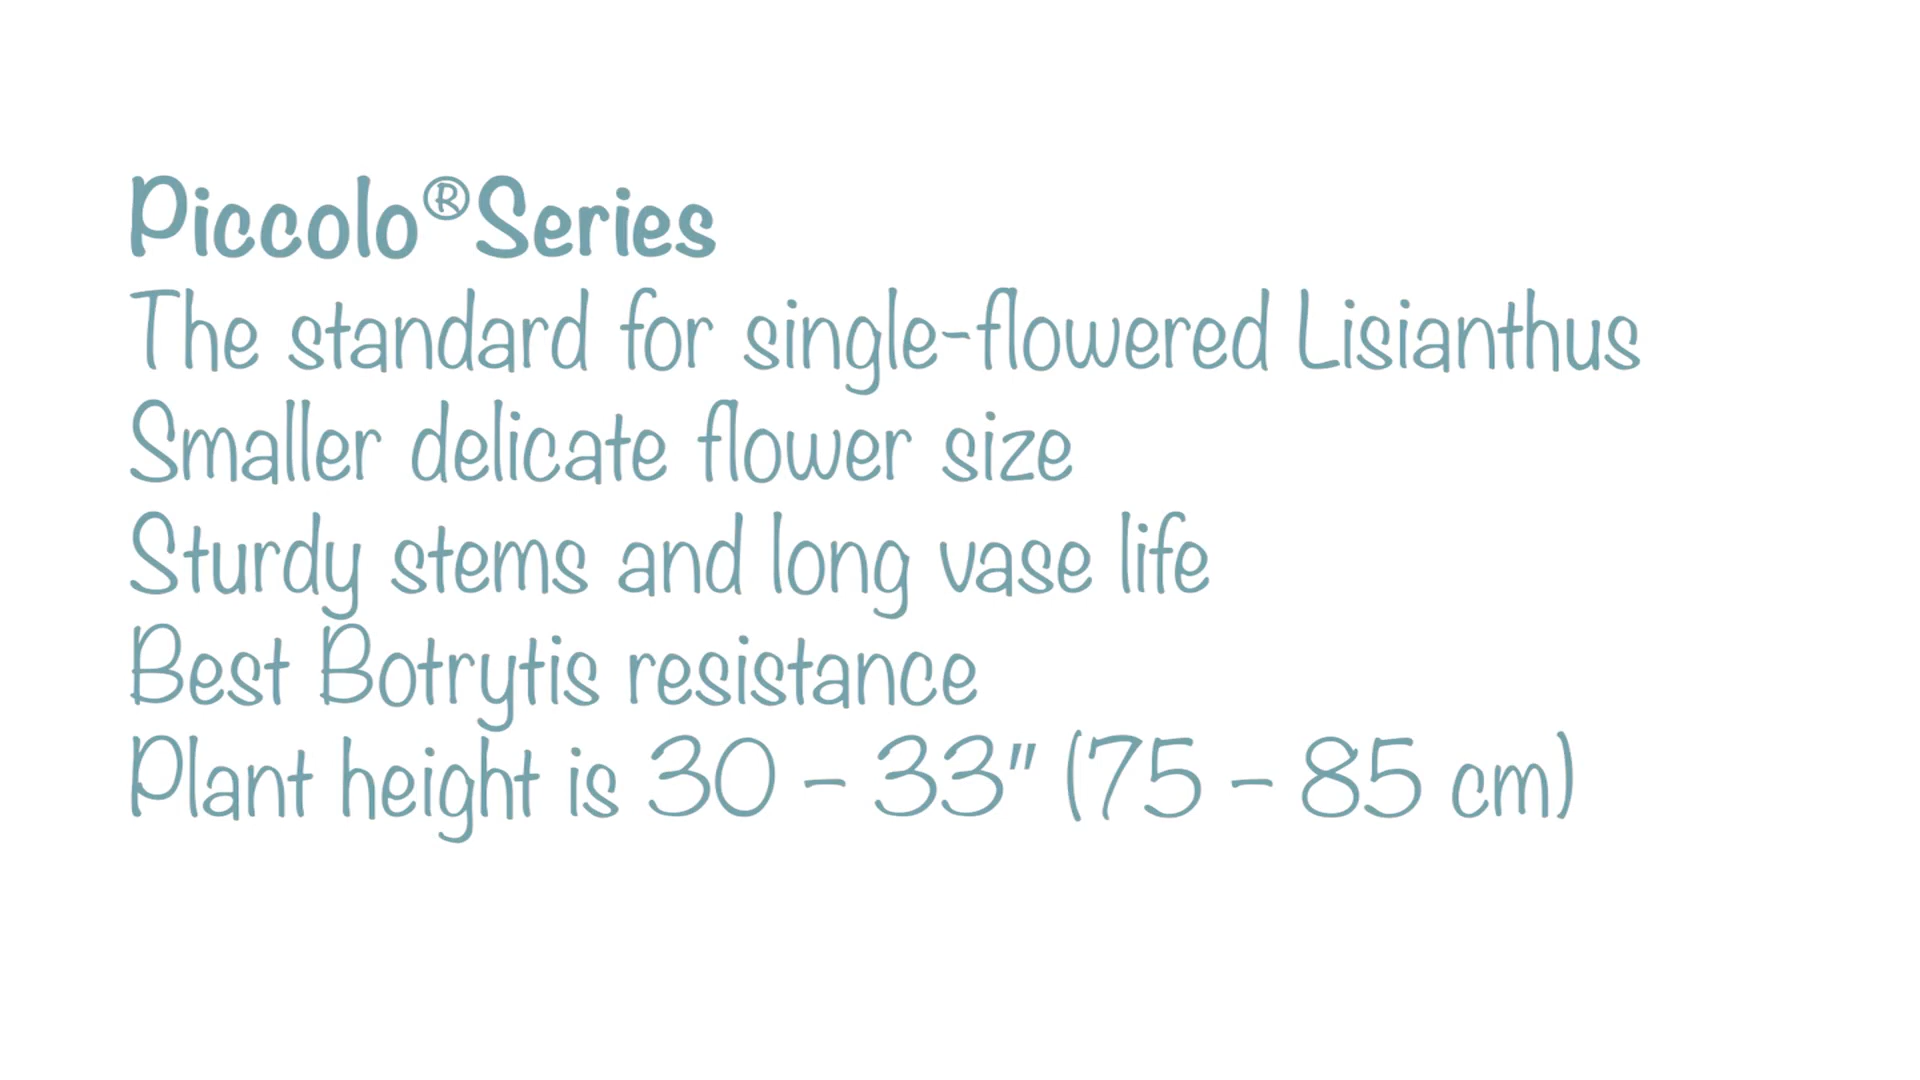 Piccolo®Series
The standard for single-flowered Lisianthus
Smaller delicate flower size
Sturdy stems and long vase life
Best Botrytis resistance
Plant height is 30 – 33" (75 – 85 cm)